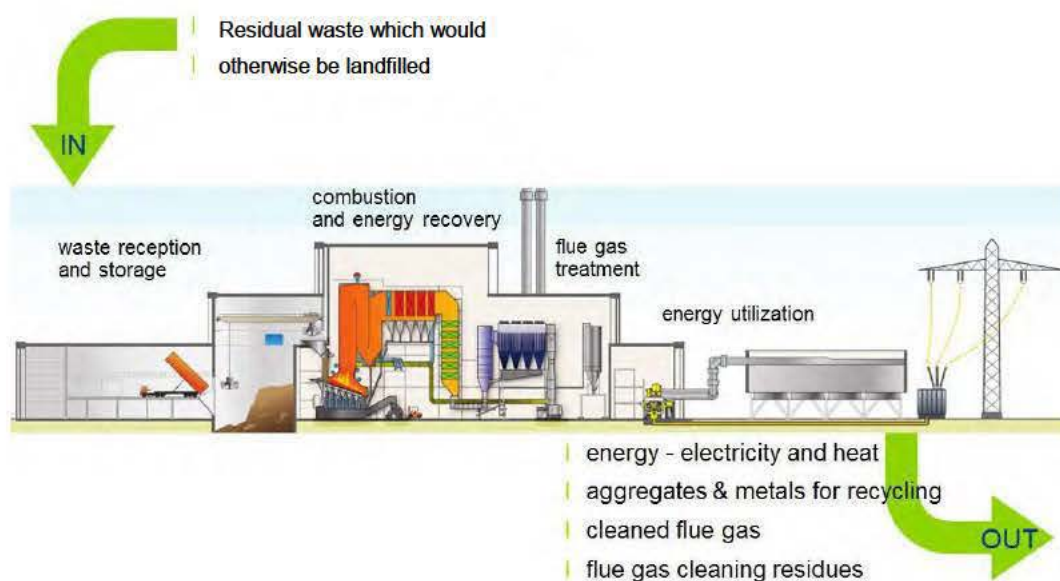 Residual waste which would
otherwise be landfilled
IN
combustion
and energy recovery
waste reception
and storage
flue gas
treatment
energy utilization
energy - electricity and heat
aggregates & metals for recycling
cleaned flue gas
flue gas cleaning residues
OUT